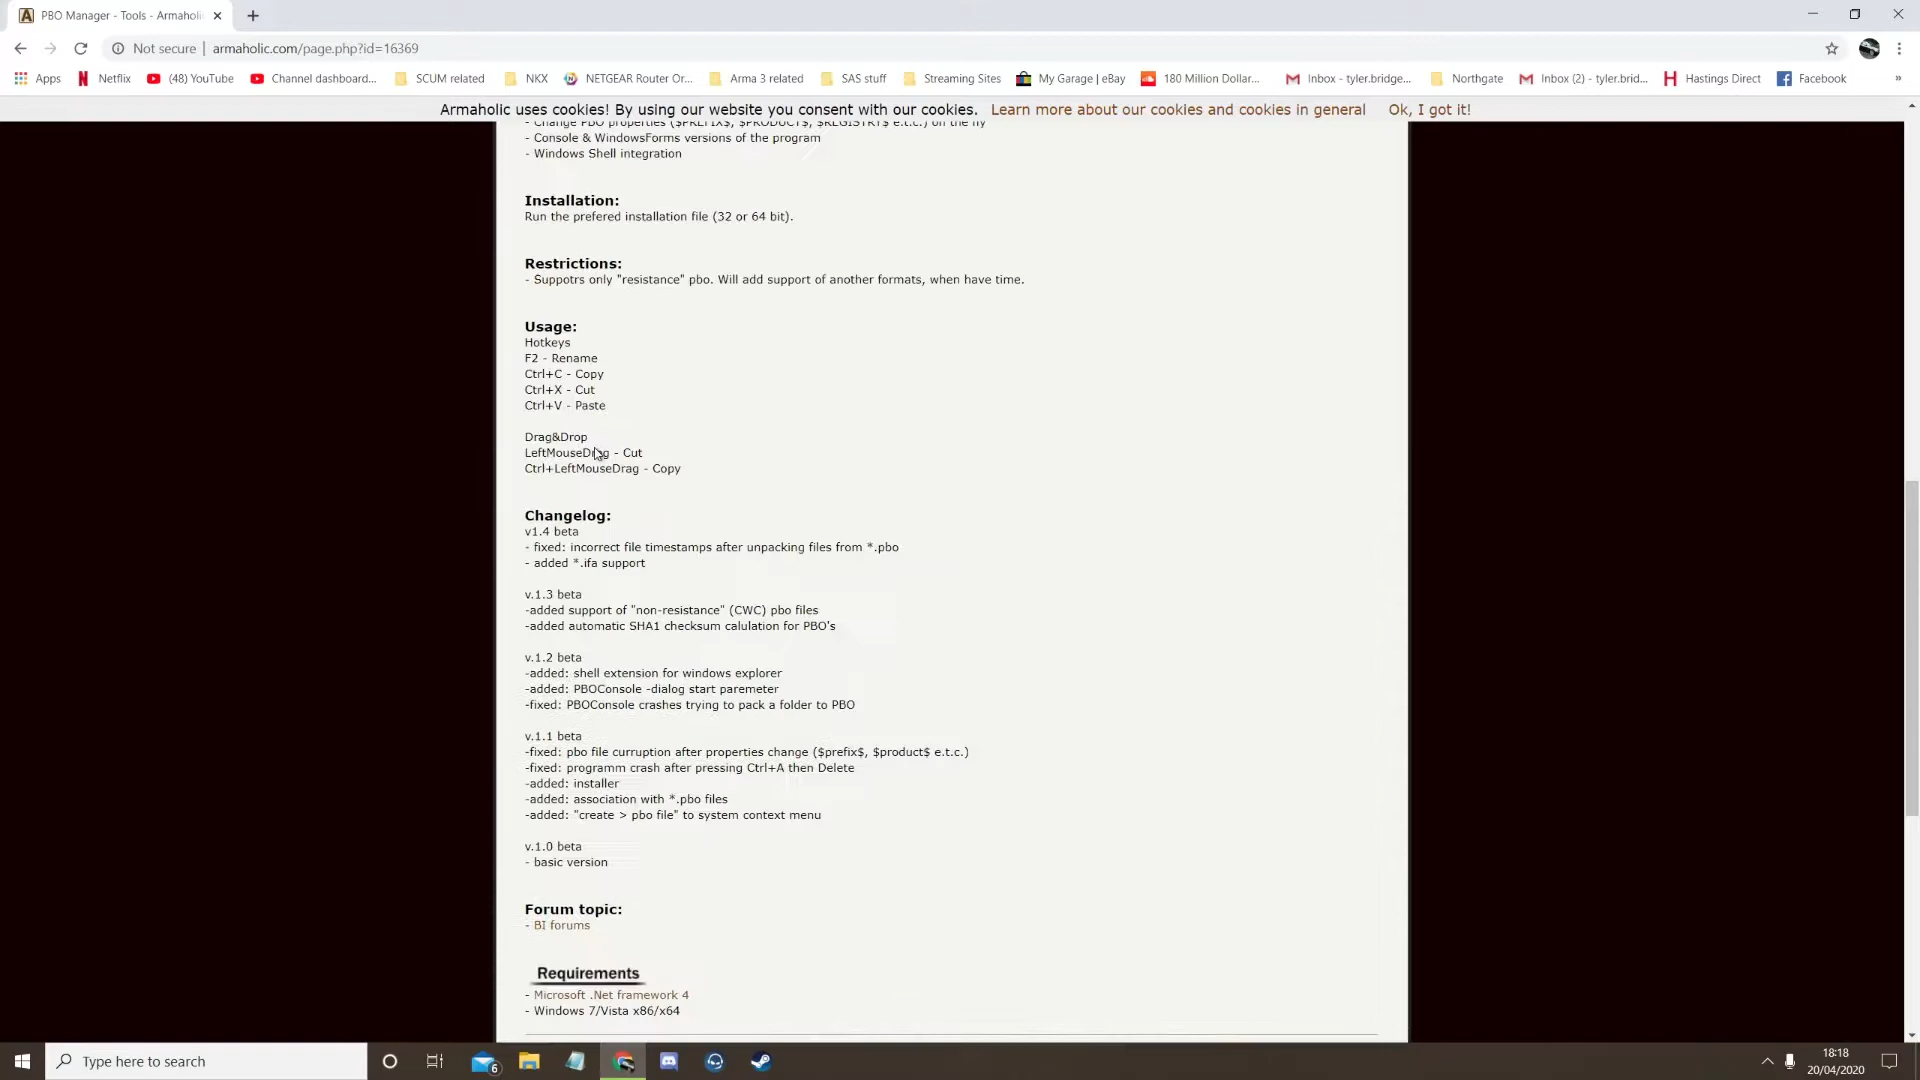 PBO Manager - Tools - Armaholi
Not secure
armaholic.com/page.php?id=16369
Apps
Netflix
(48) YouTube
Channel dashboard...
SCUM related
NKX
NETGEAR Router Or...
Arma 3 related
SAS stuff
Streaming Sites
My Garage | eBay
180 Million Dollar...
Inbox - tyler.bridge...
Northgate
Inbox (2) - tyler.brid...
Hastings Direct
Facebook
»
Armaholic uses cookies! By using our website you consent with our cookies. Learn more about our cookies and cookies in general Ok, I got it!
- Change PBO properties ($PREFIX$, $PRODUCT$, $REGISTRY$ e.t.c.) on the fly
- Console & WindowsForms versions of the program
- Windows Shell integration
Installation:
Run the prefered installation file (32 or 64 bit).
Restrictions:
- Suppotrs only "resistance" pbo. Will add support of another formats, when have time.
Usage:
Hotkeys
F2 - Rename
Ctrl+C - Copy
Ctrl+X - Cut
Ctrl+V - Paste
Drag&Drop
LeftMouseDrag - Cut
Ctrl+LeftMouseDrag - Copy
Changelog:
v1.4 beta
- fixed: incorrect file timestamps after unpacking files from *.pbo
- added *.ifa support
v.1.3 beta
-added support of "non-resistance" (CWC) pbo files
-added automatic SHA1 checksum calulation for PBO's
v.1.2 beta
-added: shell extension for windows explorer
-added: PBOConsole -dialog start paremeter
-fixed: PBOConsole crashes trying to pack a folder to PBO
v.1.1 beta
-fixed: pbo file curruption after properties change ($prefix$, $product$ e.t.c.)
-fixed: programm crash after pressing Ctrl+A then Delete
-added: installer
-added: association with *.pbo files
-added: "create > pbo file" to system context menu
v.1.0 beta
- basic version
Forum topic:
- BI forums
Requirements
- Microsoft .Net framework 4
- Windows 7/Vista x86/x64
Type here to search
6
18:18
20/04/2020